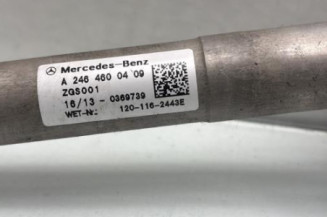 Mercedes-Benz
A 246 460 04 09
ZGS001
16/13 - 0369739
WET-Nr: 120-116-2443E